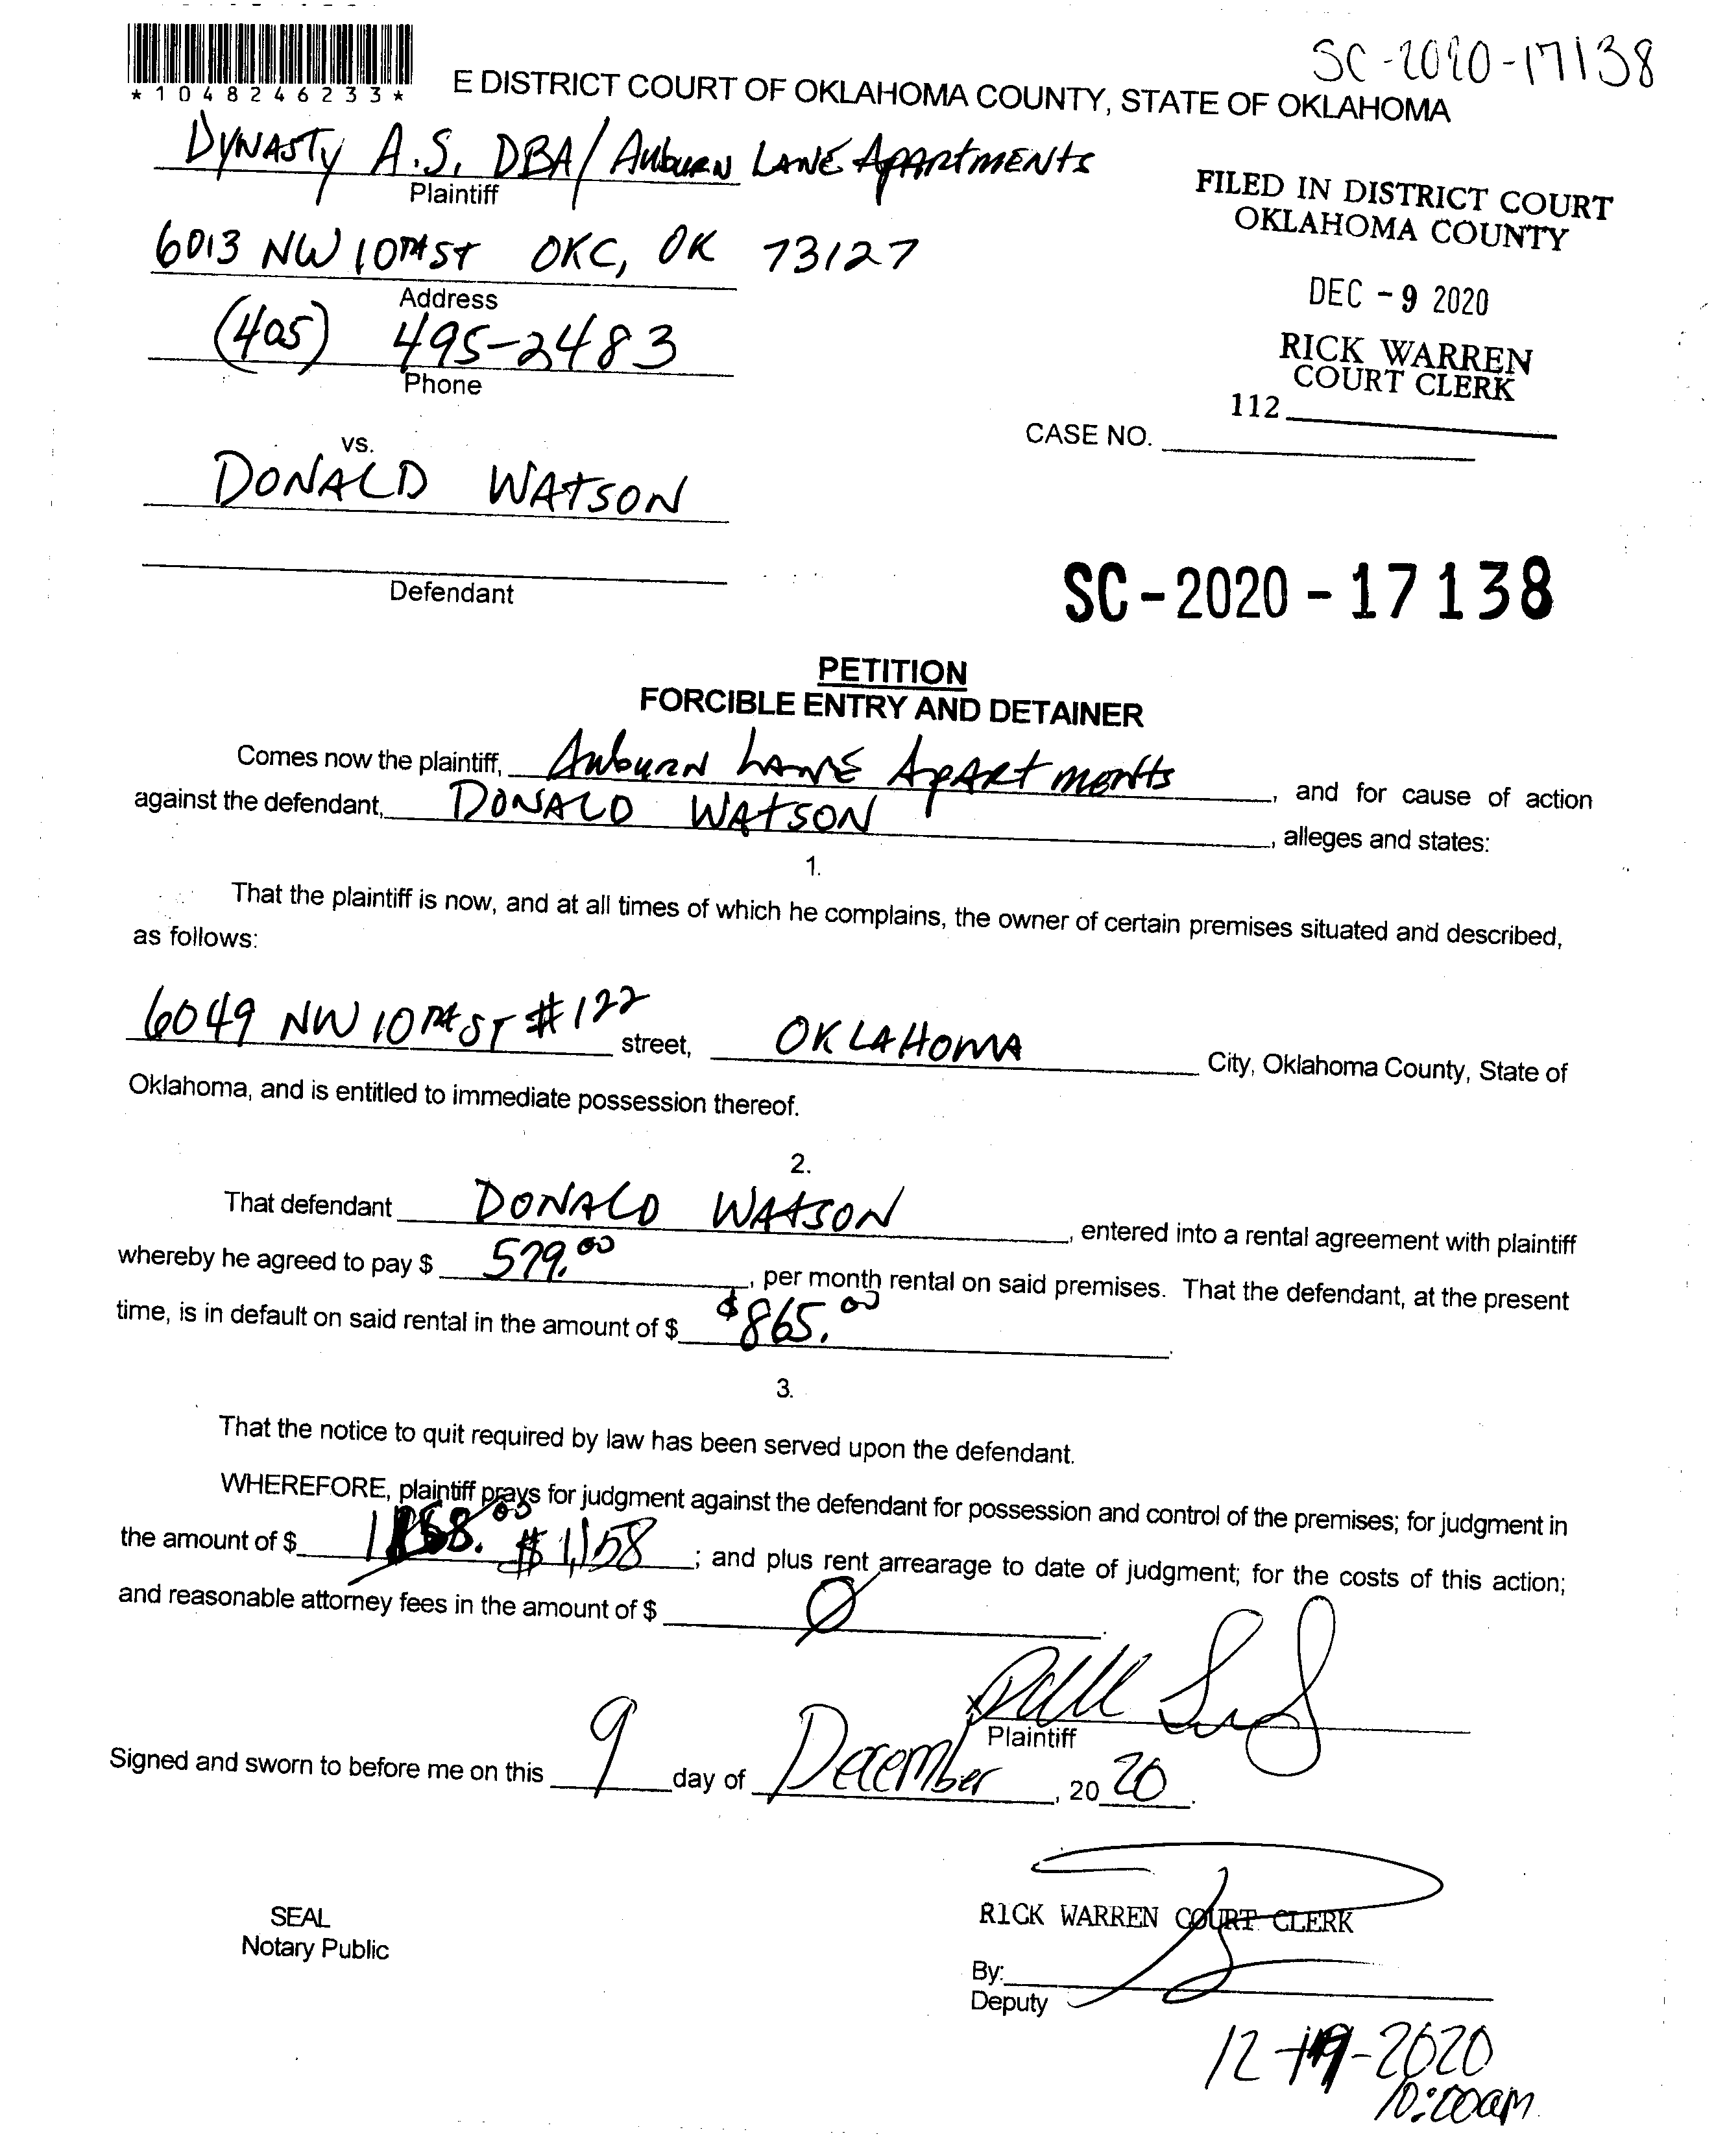 SC-2020-17138
*1048246233*
E DISTRICT COURT OF OKLAHOMA COUNTY, STATE OF OKLAHOMA
DYNASTY A.S. DBA/ AuburN LANE ApARtmENts
Plaintiff
FILED IN DISTRICT COURT
OKLAHOMA COUNTY
6013 NW 10TH ST OKC, OK 73127
Address
DEC - 9 2020
(405) 495-2483
Phone
RICK WARREN
COURT CLERK
112
CASE NO.
vs.
DONALD WATSON
Defendant
SC-2020-17138
PETITION
FORCIBLE ENTRY AND DETAINER
Comes now the plaintiff, AuburN LANE ApARtments, and for cause of action
against the defendant, DONALD WATSON, alleges and states:
1.
That the plaintiff is now, and at all times of which he complains, the owner of certain premises situated and described,
as follows:
6049 NW 10TH ST #122 street, OKLAHOMA City, Oklahoma County, State of
Oklahoma, and is entitled to immediate possession thereof.
2.
That defendant DONALD WATSON, entered into a rental agreement with plaintiff
whereby he agreed to pay $ 579.00, per month rental on said premises. That the defendant, at the present
time, is in default on said rental in the amount of $ $865.00.
3.
That the notice to quit required by law has been served upon the defendant.
WHEREFORE, plaintiff prays for judgment against the defendant for possession and control of the premises; for judgment in
the amount of $ $1,158; and plus rent arrearage to date of judgment; for the costs of this action;
and reasonable attorney fees in the amount of $ Ø.
x
Plaintiff
Signed and sworn to before me on this 9 day of December, 2020.
SEAL
Notary Public
RICK WARREN COURT CLERK
By:
Deputy
2020
10:00am